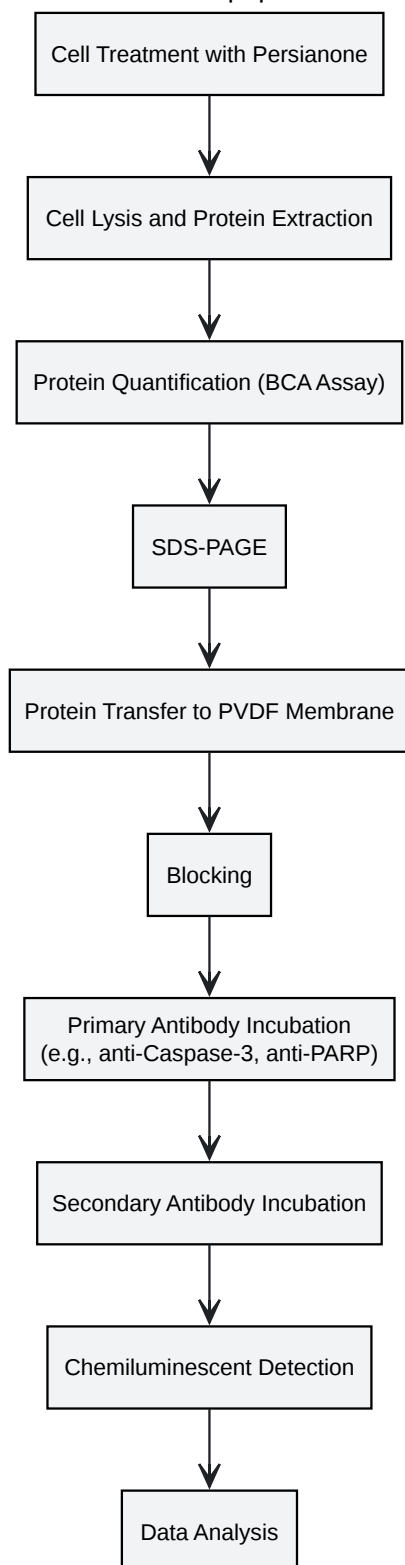 Cell Treatment with Persianone
Cell Lysis and Protein Extraction
Protein Quantification (BCA Assay)
SDS-PAGE
Protein Transfer to PVDF Membrane
Blocking
Primary Antibody Incubation
(e.g., anti-Caspase-3, anti-PARP)
Secondary Antibody Incubation
Chemiluminescent Detection
Data Analysis